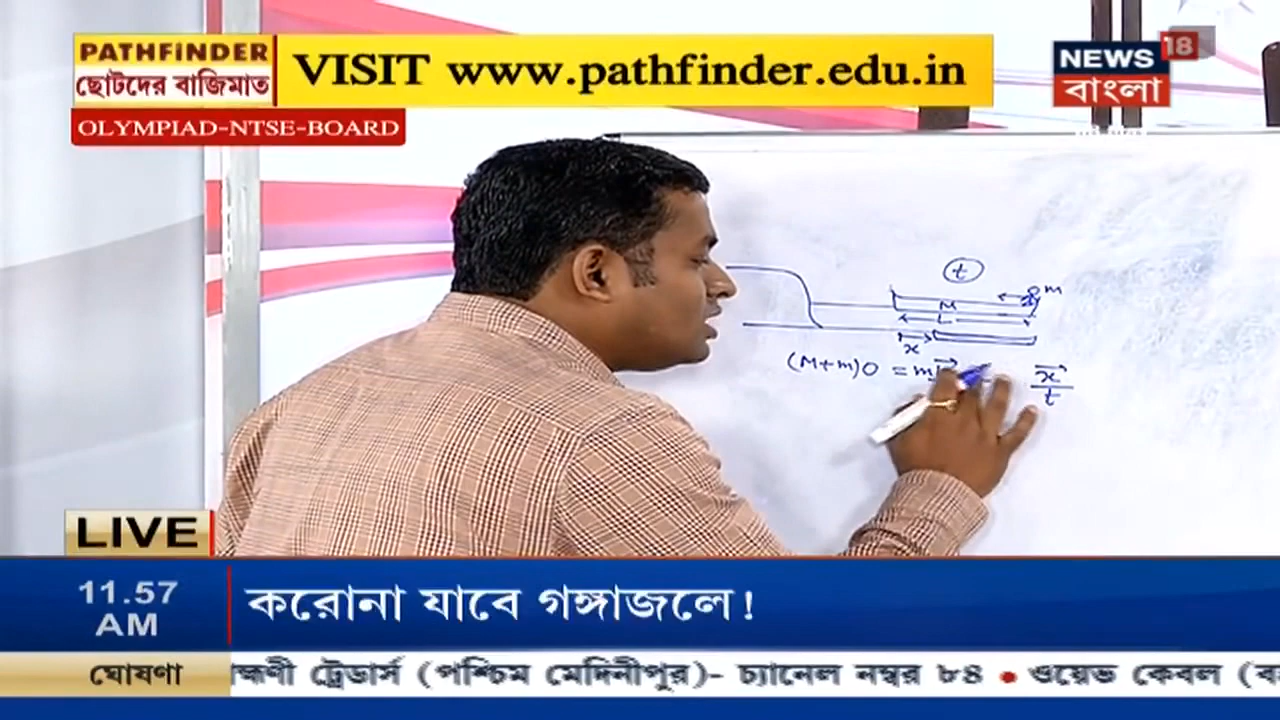 PATHFINDER
ছোটদের বাজিমাত
VISIT www.pathfinder.edu.in
NEWS 18
বাংলা
OLYMPIAD-NTSE-BOARD
t
m
M
L
x
(M+m)0 = m
x
t
LIVE
11.57
AM
করোনা যাবে গঙ্গাজলে!
ঘোষণা
ট্রেডার্স (পশ্চিম মেদিনীপুর)- চ্যানেল নম্বর ৮৪ • ওয়েভ কেবল